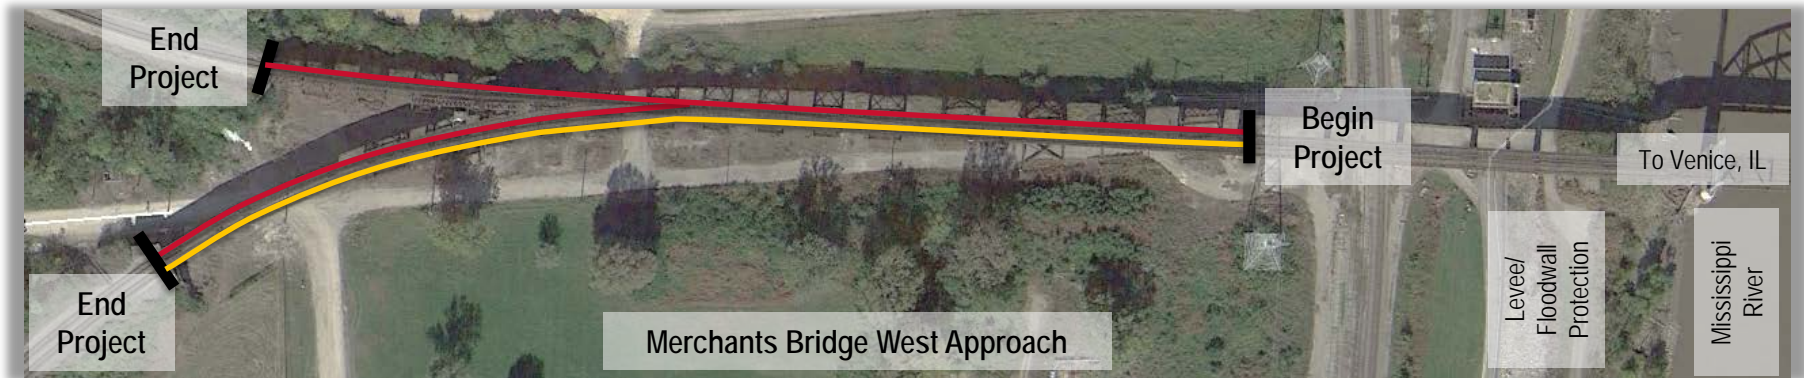 End
Project
Begin
Project
To Venice, IL
End
Project
Merchants Bridge West Approach
Levee/
Floodwall
Protection
Mississippi
River